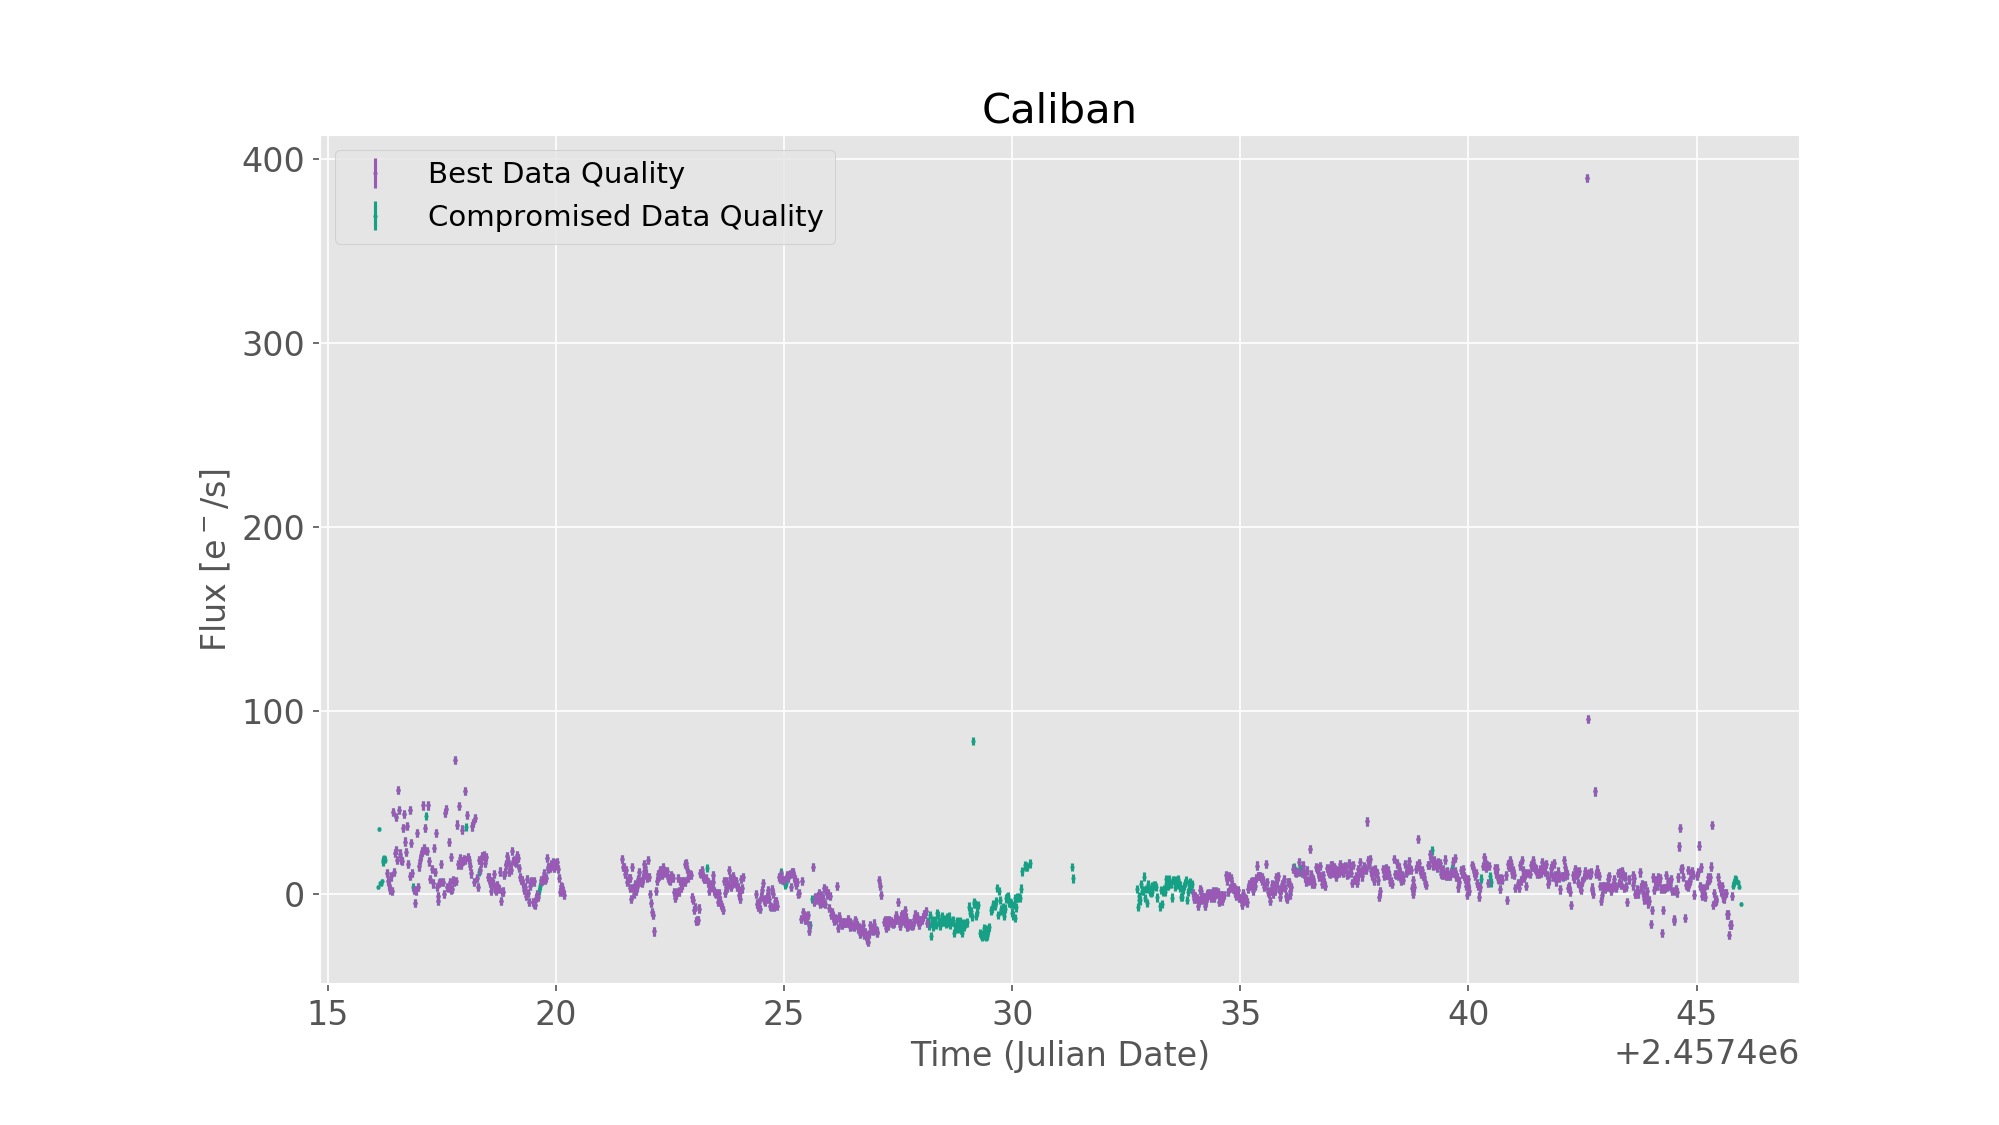 Caliban
Best Data Quality
Compromised Data Quality
400
300
200
100
0
Flux [e⁻/s]
15 20 25 30 35 40 45
Time (Julian Date)
+2.4574e6